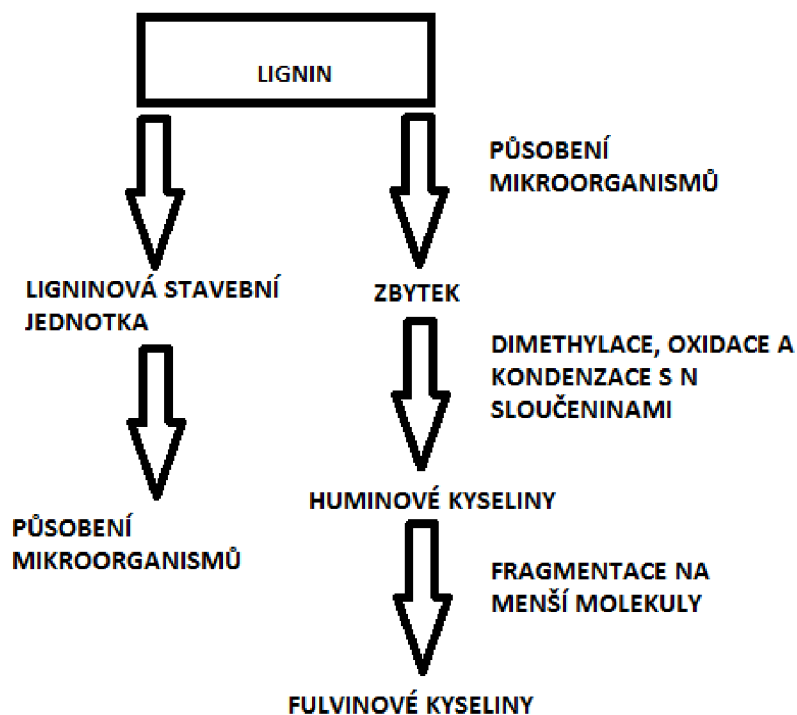 LIGNIN
PŮSOBENÍ
MIKROORGANISMŮ
LIGNINOVÁ STAVEBNÍ
JEDNOTKA
ZBYTEK
DIMETHYLACE, OXIDACE A
KONDENZACE S N
SLOUČENINAMI
HUMINOVÉ KYSELINY
PŮSOBENÍ
MIKROORGANISMŮ
FRAGMENTACE NA
MENŠÍ MOLEKULY
FULVINOVÉ KYSELINY